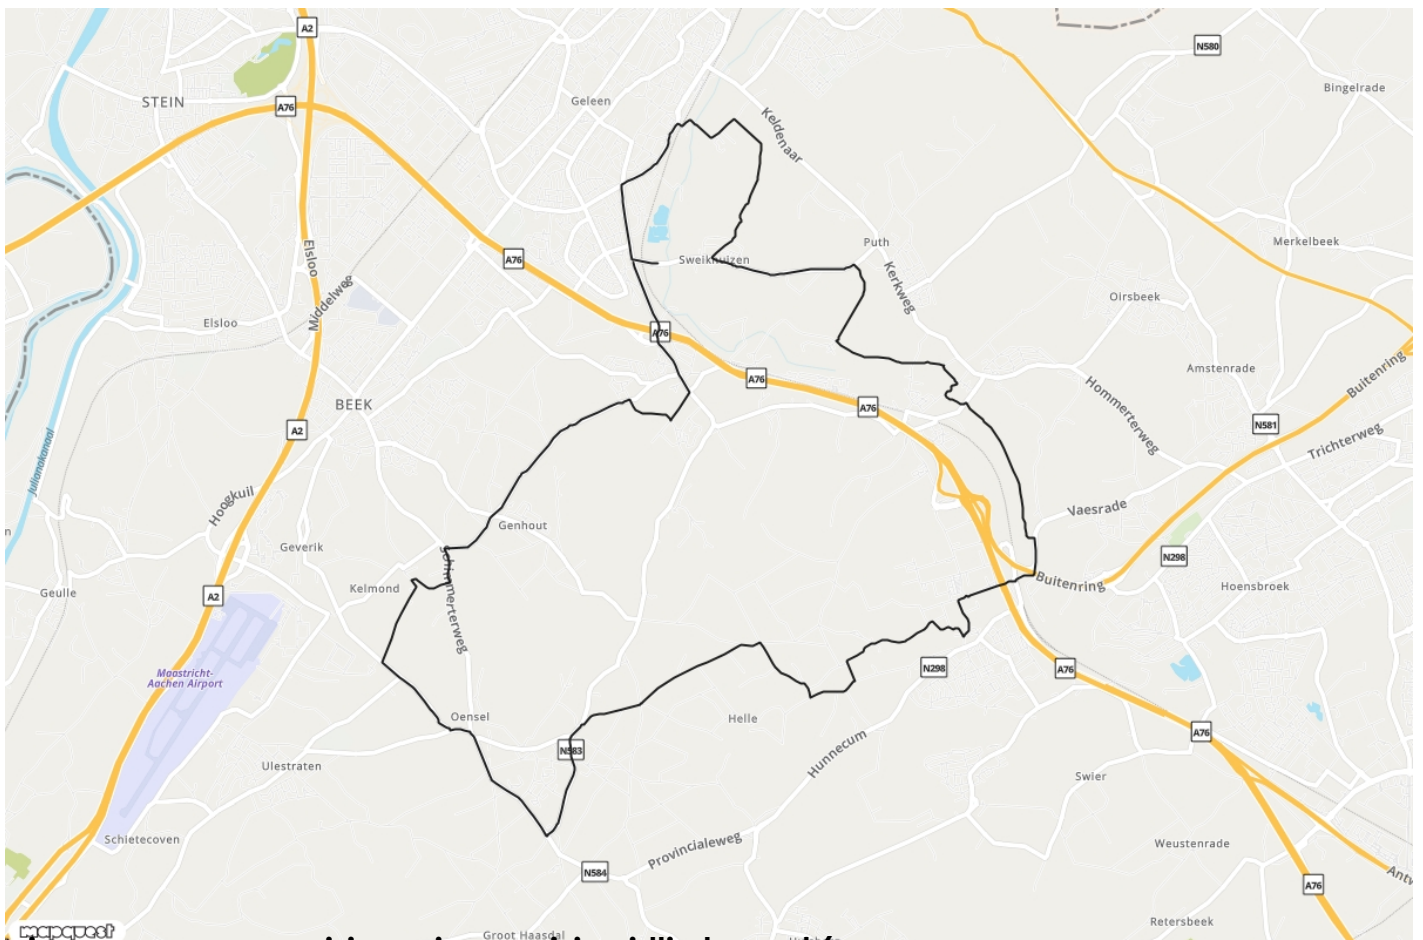 A2
N580
STEIN
A76
Geleen
Keldenaar
Bingelrade
Puth
Merkelbeek
Elsloo
Middelweg
A76
Sweikhuizen
Kerkweg
Oirsbeek
Elsloo
A76
Amstenrade
Buitenring
A76
BEEK
A76
Hommerterweg
N581
A2
Trichterweg
Julianakanaal
Hoogkuil
Vaesrade
Genhout
n
Geverik
N298
Schimmerterweg
Geulle
A2
Kelmond
Buitenring
Hoensbroek
Maastricht-
Aachen Airport
N298
A76
Oensel
Helle
N583
A76
Hunnecum
Ulestraten
Swier
Schietecoven
Provincialeweg
Weustenrade
N584
Antw
A76
Retersbeek
mapquest
Groot Haasdal